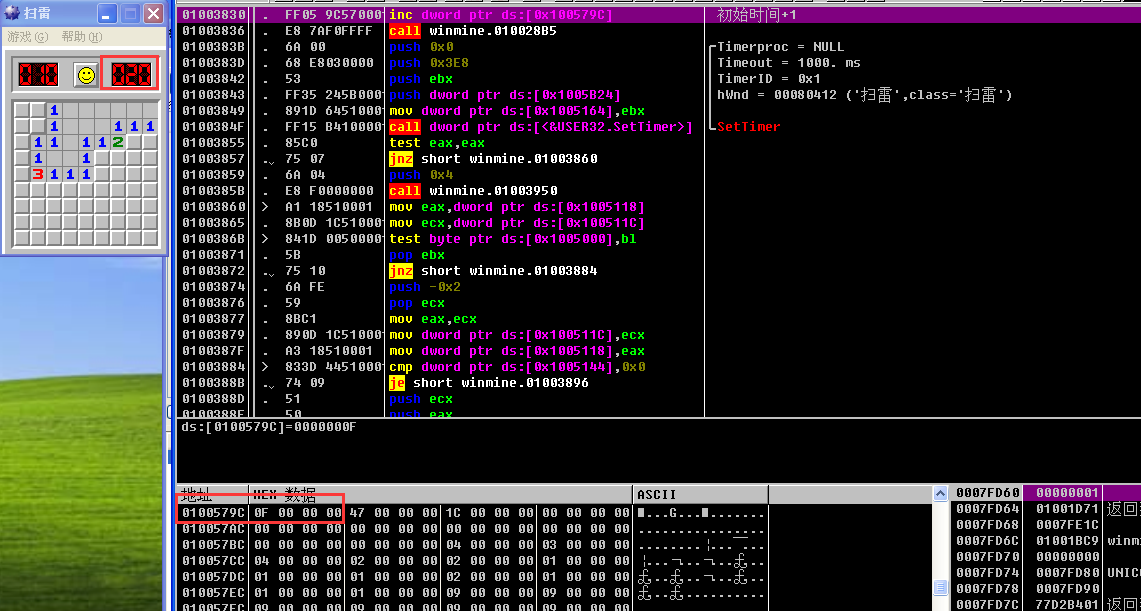 扫雷
游戏(G) 帮助(H)
010 020
1
1 1 1 1
1 1 1 1 2
1 1
3 1 1 1
01003830 . FF05 9C57000 inc dword ptr ds:[0x100579C] 初始时间+1
01003836 . E8 7AF0FFFF call winmine.010028B5
0100383B . 6A 00 push 0x0 Timerproc = NULL
0100383D . 68 E8030000 push 0x3E8 Timeout = 1000. ms
01003842 . 53 push ebx TimerID = 0x1
01003843 . FF35 245B000 push dword ptr ds:[0x1005B24] hWnd = 00080412 ('扫雷',class='扫雷')
01003849 . 891D 6451000 mov dword ptr ds:[0x1005164],ebx
0100384F . FF15 B410000 call dword ptr ds:[<&USER32.SetTimer>] SetTimer
01003855 . 85C0 test eax,eax
01003857 . 75 07 jnz short winmine.01003860
01003859 . 6A 04 push 0x4
0100385B . E8 F0000000 call winmine.01003950
01003860 > A1 18510001 mov eax,dword ptr ds:[0x1005118]
01003865 . 8B0D 1C51000 mov ecx,dword ptr ds:[0x100511C]
0100386B > 841D 0050000 test byte ptr ds:[0x1005000],bl
01003871 . 5B pop ebx
01003872 . 75 10 jnz short winmine.01003884
01003874 . 6A FE push -0x2
01003876 . 59 pop ecx
01003877 . 8BC1 mov eax,ecx
01003879 . 890D 1C51000 mov dword ptr ds:[0x100511C],ecx
0100387F . A3 18510001 mov dword ptr ds:[0x1005118],eax
01003884 > 833D 4451000 cmp dword ptr ds:[0x1005144],0x0
0100388B . 74 09 je short winmine.01003896
0100388D . 51 push ecx
0100388E . 50 push eax
ds:[0100579C]=0000000F
地址 HEX 数据 ASCII
0100579C 0F 00 00 00 47 00 00 00 1C 00 00 00 00 00 00 00
010057AC 00 00 00 00 00 00 00 00 00 00 00 00 00 00 00 00
010057BC 00 00 00 00 00 00 00 00 04 00 00 00 03 00 00 00
010057CC 04 00 00 00 02 00 00 00 02 00 00 00 01 00 00 00
010057DC 01 00 00 00 01 00 00 00 02 00 00 00 01 00 00 00
010057EC 01 00 00 00 01 00 00 00 09 00 00 00 09 00 00 00
010057FC 09 00 00 00 09 00 00 00 09 00 00 00 09 00 00 00
0007FD60 00000001
0007FD64 01001D71 返回
0007FD68 0007FE1C
0007FD6C 01001BC9 winm
0007FD70 00000000
0007FD74 0007FD80 UNIC
0007FD78 0007FD90
0007FD7C 77D2B401 返回